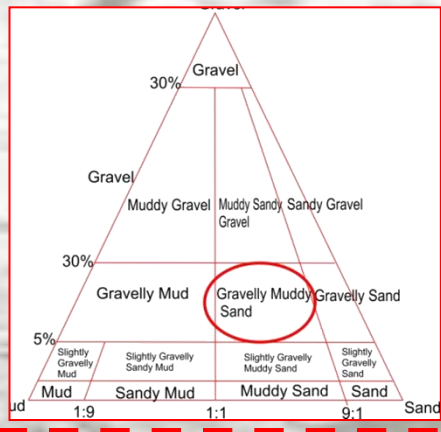 Gravel
Gravel
30%
Gravel
Muddy Gravel
Muddy Sandy
Gravel
Sandy Gravel
30%
Gravelly Mud
Gravelly Muddy
Sand
Gravelly Sand
5%
Slightly
Gravelly
Mud
Slightly Gravelly
Sandy Mud
Slightly Gravelly
Muddy Sand
Slightly
Gravelly
Sand
Mud
Sandy Mud
Muddy Sand
Sand
ud
1:9
1:1
9:1
Sand